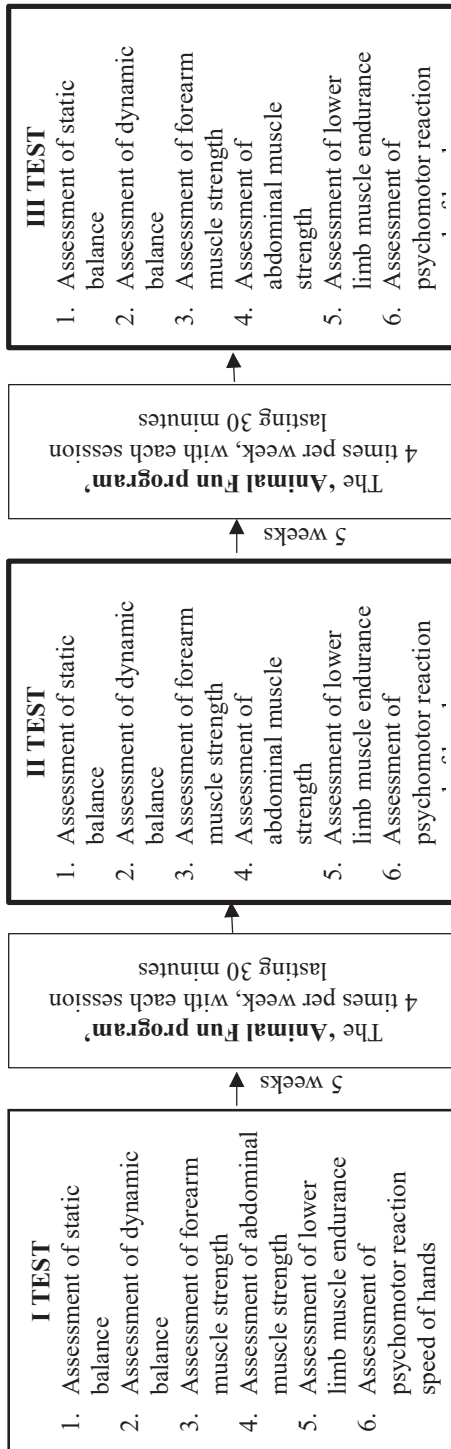 I TEST
1. Assessment of static
balance
2. Assessment of dynamic
balance
3. Assessment of forearm
muscle strength
4. Assessment of abdominal
muscle strength
5. Assessment of lower
limb muscle endurance
6. Assessment of
psychomotor reaction
speed of hands
5 weeks
The ‘Animal Fun program’
4 times per week, with each session
lasting 30 minutes
II TEST
1. Assessment of static
balance
2. Assessment of dynamic
balance
3. Assessment of forearm
muscle strength
4. Assessment of
abdominal muscle
strength
5. Assessment of lower
limb muscle endurance
6. Assessment of
psychomotor reaction
5 weeks
The ‘Animal Fun program’
4 times per week, with each session
lasting 30 minutes
III TEST
1. Assessment of static
balance
2. Assessment of dynamic
balance
3. Assessment of forearm
muscle strength
4. Assessment of
abdominal muscle
strength
5. Assessment of lower
limb muscle endurance
6. Assessment of
psychomotor reaction